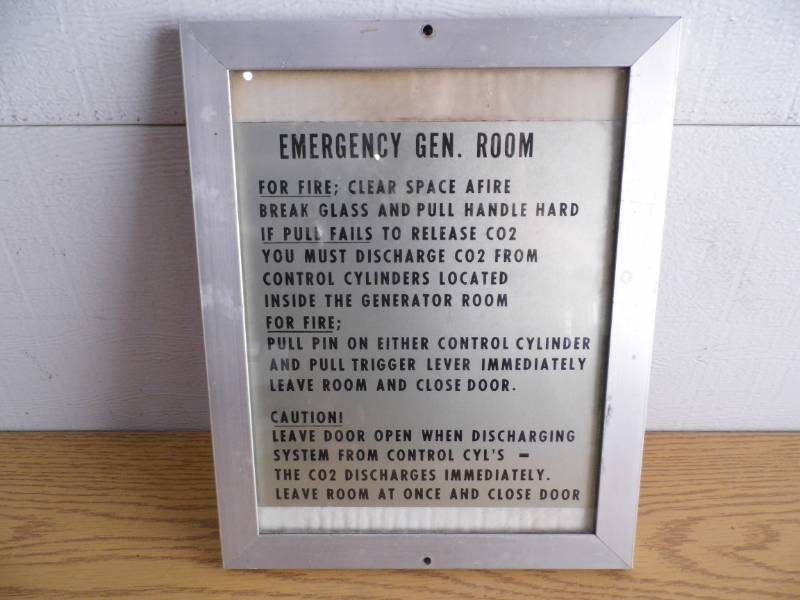 EMERGENCY GEN. ROOM
FOR FIRE; CLEAR SPACE AFIRE
BREAK GLASS AND PULL HANDLE HARD
IF PULL FAILS TO RELEASE CO2
YOU MUST DISCHARGE CO2 FROM
CONTROL CYLINDERS LOCATED
INSIDE THE GENERATOR ROOM
FOR FIRE;
PULL PIN ON EITHER CONTROL CYLINDER
AND PULL TRIGGER LEVER IMMEDIATELY
LEAVE ROOM AND CLOSE DOOR.
CAUTION!
LEAVE DOOR OPEN WHEN DISCHARGING
SYSTEM FROM CONTROL CYL'S –
THE CO2 DISCHARGES IMMEDIATELY.
LEAVE ROOM AT ONCE AND CLOSE DOOR